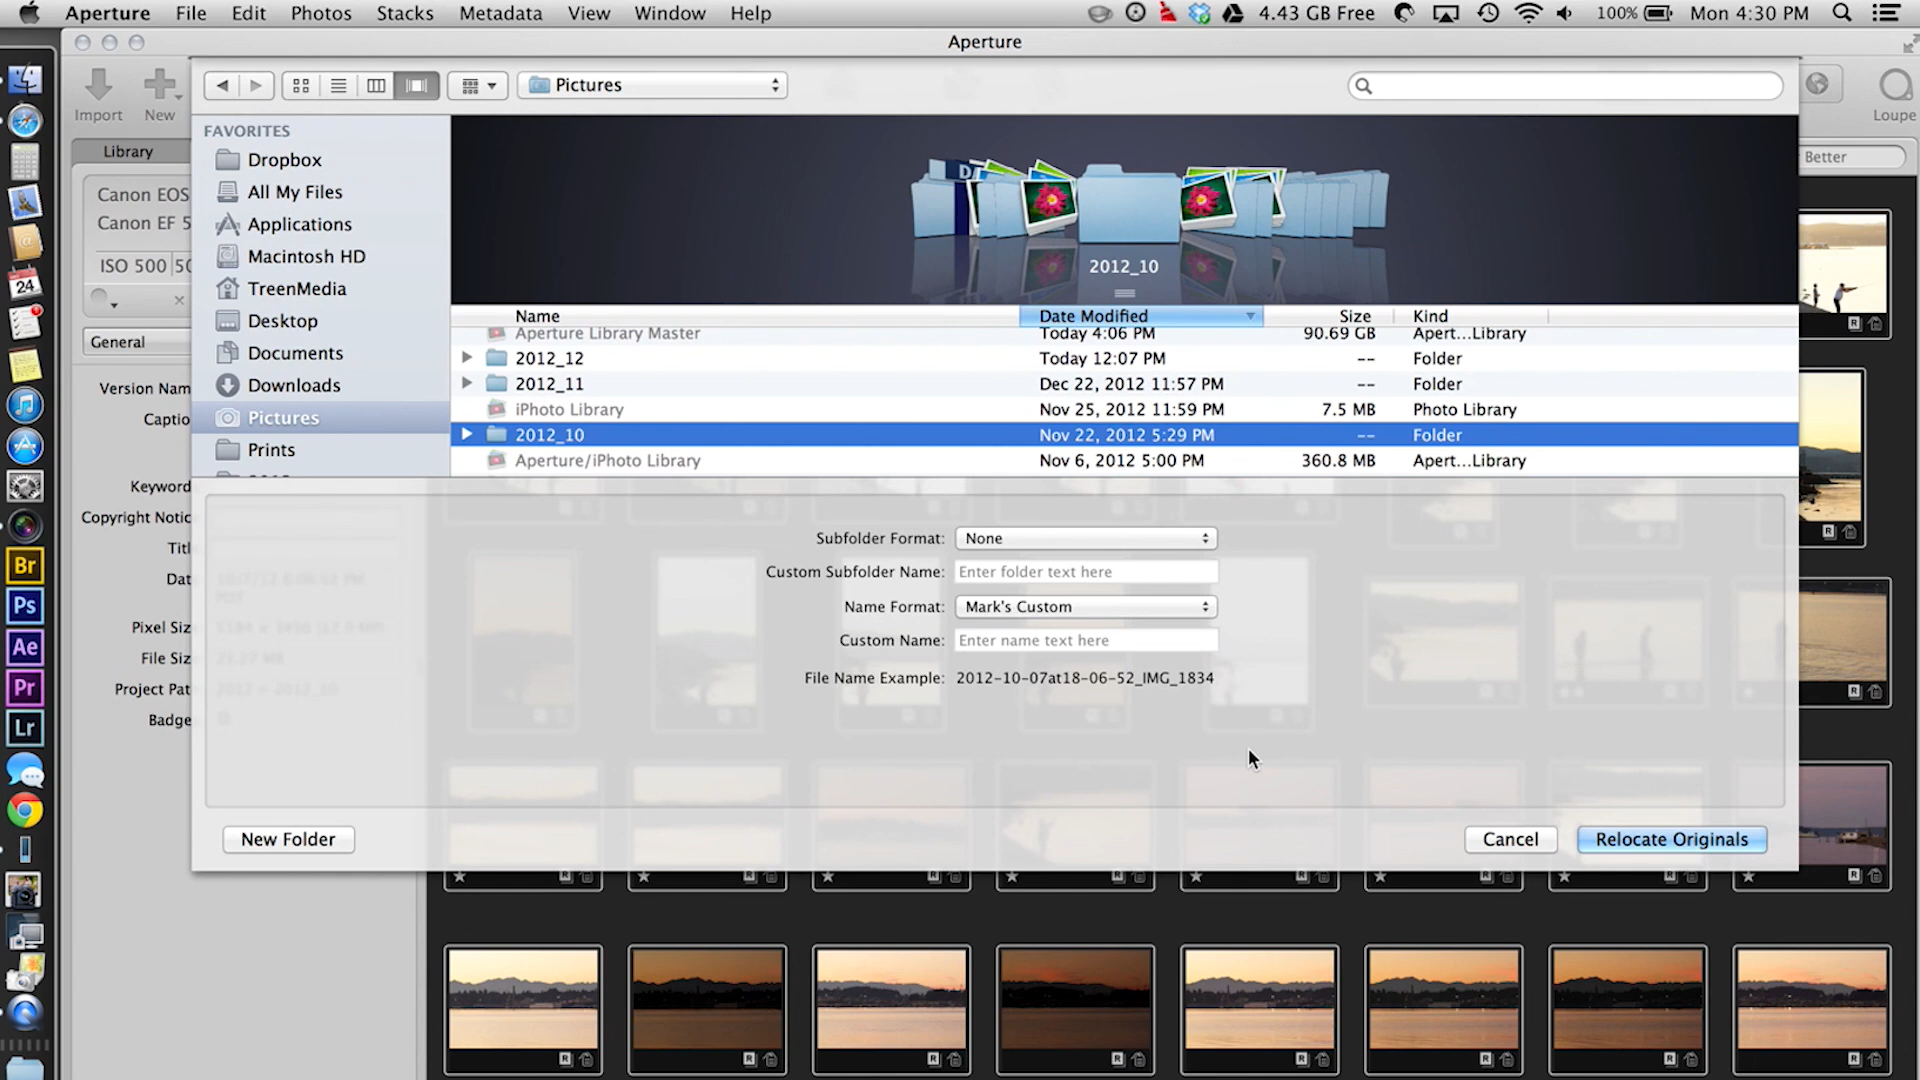 Aperture File Edit Photos Stacks Metadata View Window Help 4.43 GB Free 100% Mon 4:30 PM
Aperture
Import New Pictures Loupe
Library Better
Canon EOS
Canon EF 5
ISO 500 50
General
Version Nam
Captio
Keyword
Copyright Notic
Titl
Dat
Pixel Siz
File Siz
Project Pat
Badge
24
Br
Ps
Ae
Pr
Lr
FAVORITES
Dropbox
All My Files
Applications
Macintosh HD
TreenMedia
Desktop
Documents
Downloads
Pictures
Prints
2012_10
Name Date Modified Size Kind
Aperture Library Master Today 4:06 PM 90.69 GB Apert...Library
2012_12 Today 12:07 PM -- Folder
2012_11 Dec 22, 2012 11:57 PM -- Folder
iPhoto Library Nov 25, 2012 11:59 PM 7.5 MB Photo Library
2012_10 Nov 22, 2012 5:29 PM -- Folder
Aperture/iPhoto Library Nov 6, 2012 5:00 PM 360.8 MB Apert...Library
Subfolder Format: None
Custom Subfolder Name: Enter folder text here
Name Format: Mark's Custom
Custom Name: Enter name text here
File Name Example: 2012-10-07at18-06-52_IMG_1834
New Folder Cancel Relocate Originals